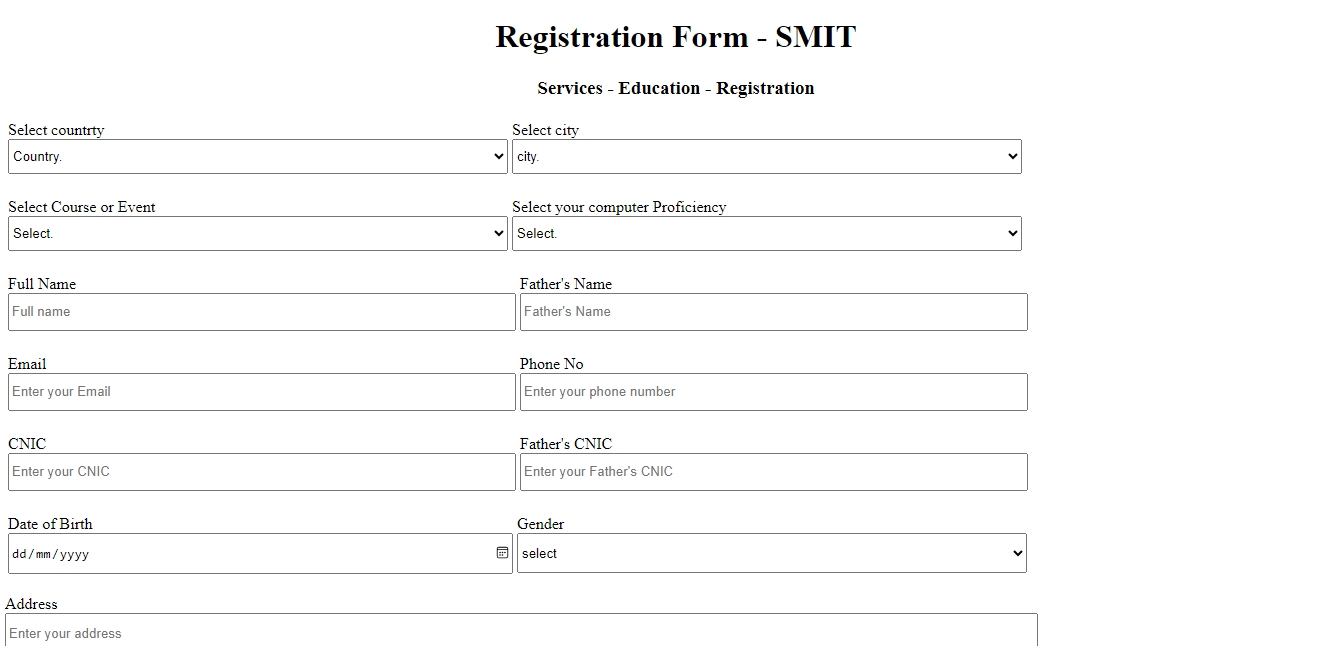 Registration Form - SMIT
Services - Education - Registration
Select countrty Select city
Country. city.
Select Course or Event Select your computer Proficiency
Select. Select.
Full Name Father's Name
Full name Father's Name
Email Phone No
Enter your Email Enter your phone number
CNIC Father's CNIC
Enter your CNIC Enter your Father's CNIC
Date of Birth Gender
dd/mm/yyyy select
Address
Enter your address